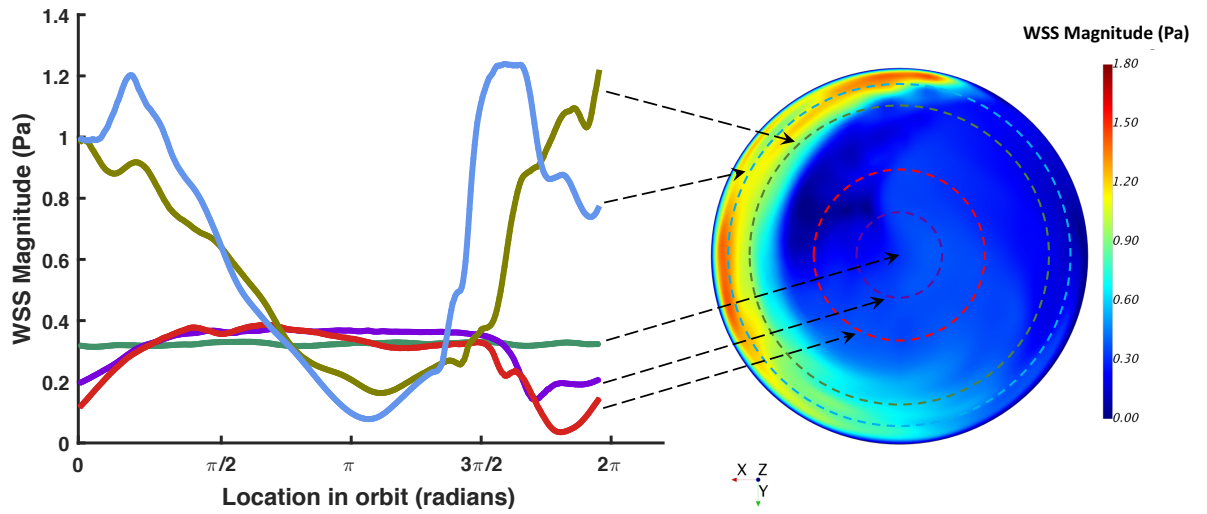 1.4
1.2
1
0.8
0.6
0.4
0.2
0
WSS Magnitude (Pa)
0
π/2
π
3π/2
2π
Location in orbit (radians)
WSS Magnitude (Pa)
1.80
1.50
1.20
0.90
0.60
0.30
0.00
X Z
Y